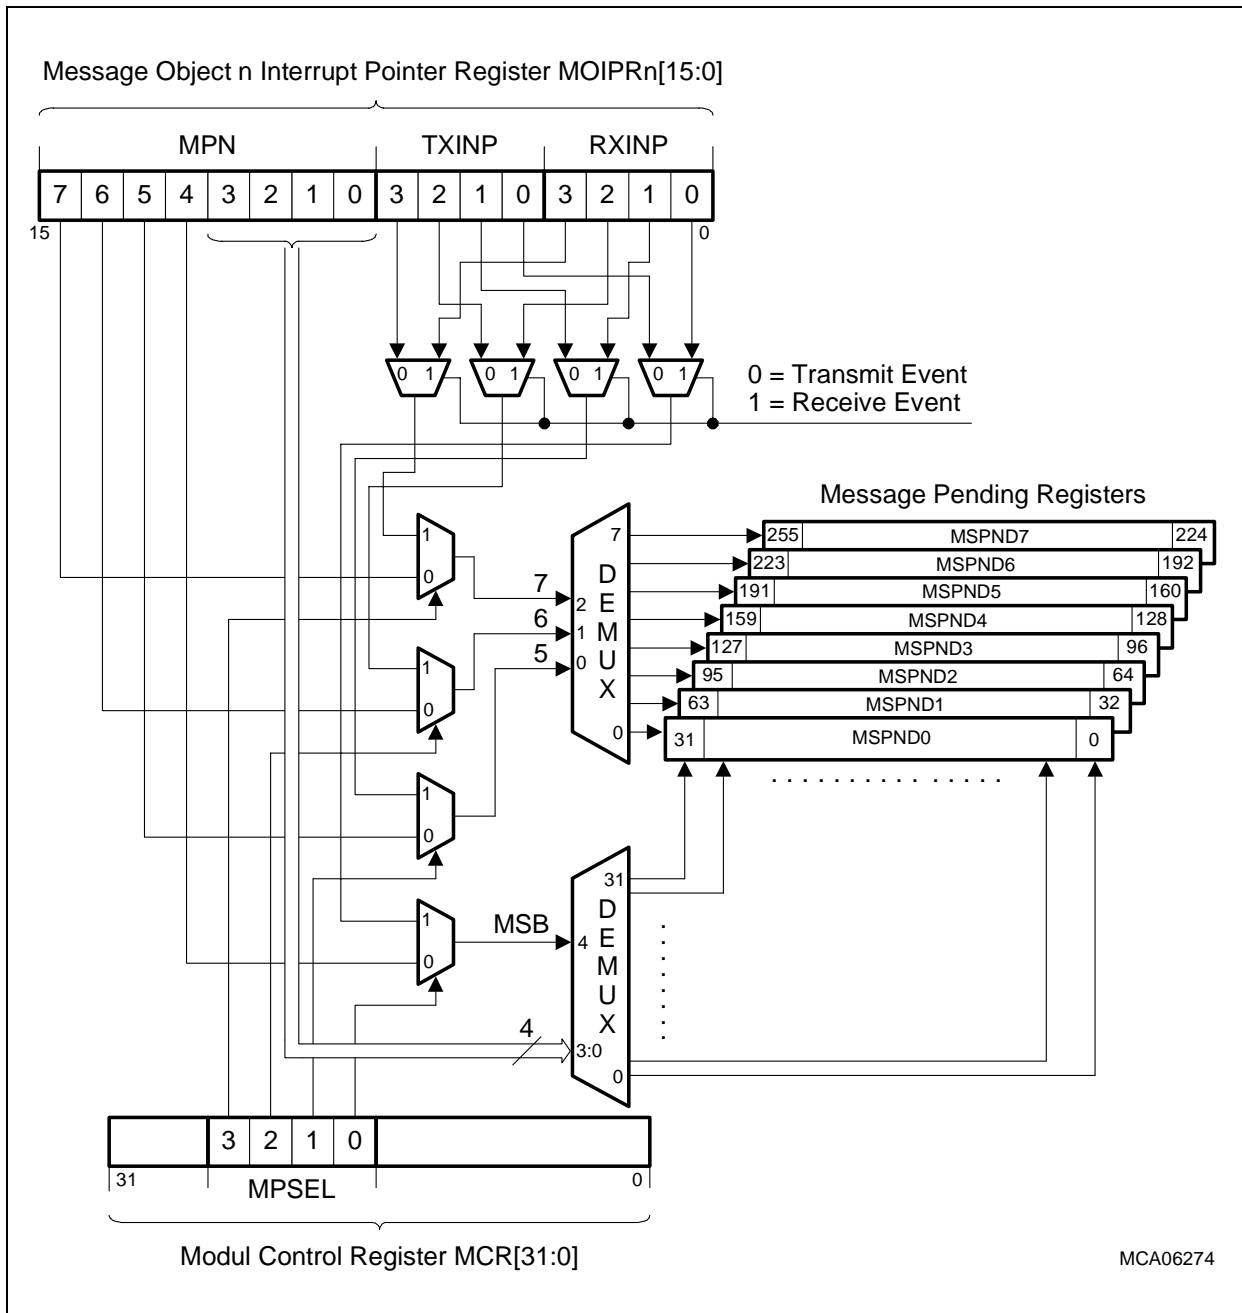 Message Object n Interrupt Pointer Register MOIPRn[15:0]
MPN TXINP RXINP
7 6 5 4 3 2 1 0 3 2 1 0 3 2 1 0
15 0
0 1 0 1 0 1 0 1
0 = Transmit Event
1 = Receive Event
Message Pending Registers
1
0
7
6
5
2
1
0
7
DEMUX
0
255 MSPND7 224
223 MSPND6 192
191 MSPND5 160
159 MSPND4 128
127 MSPND3 96
95 MSPND2 64
63 MSPND1 32
31 MSPND0 0
1
0
1
0
1
0
MSB
4
4
3:0
31
DEMUX
0
3 2 1 0
31 0
MPSEL
Modul Control Register MCR[31:0]
MCA06274